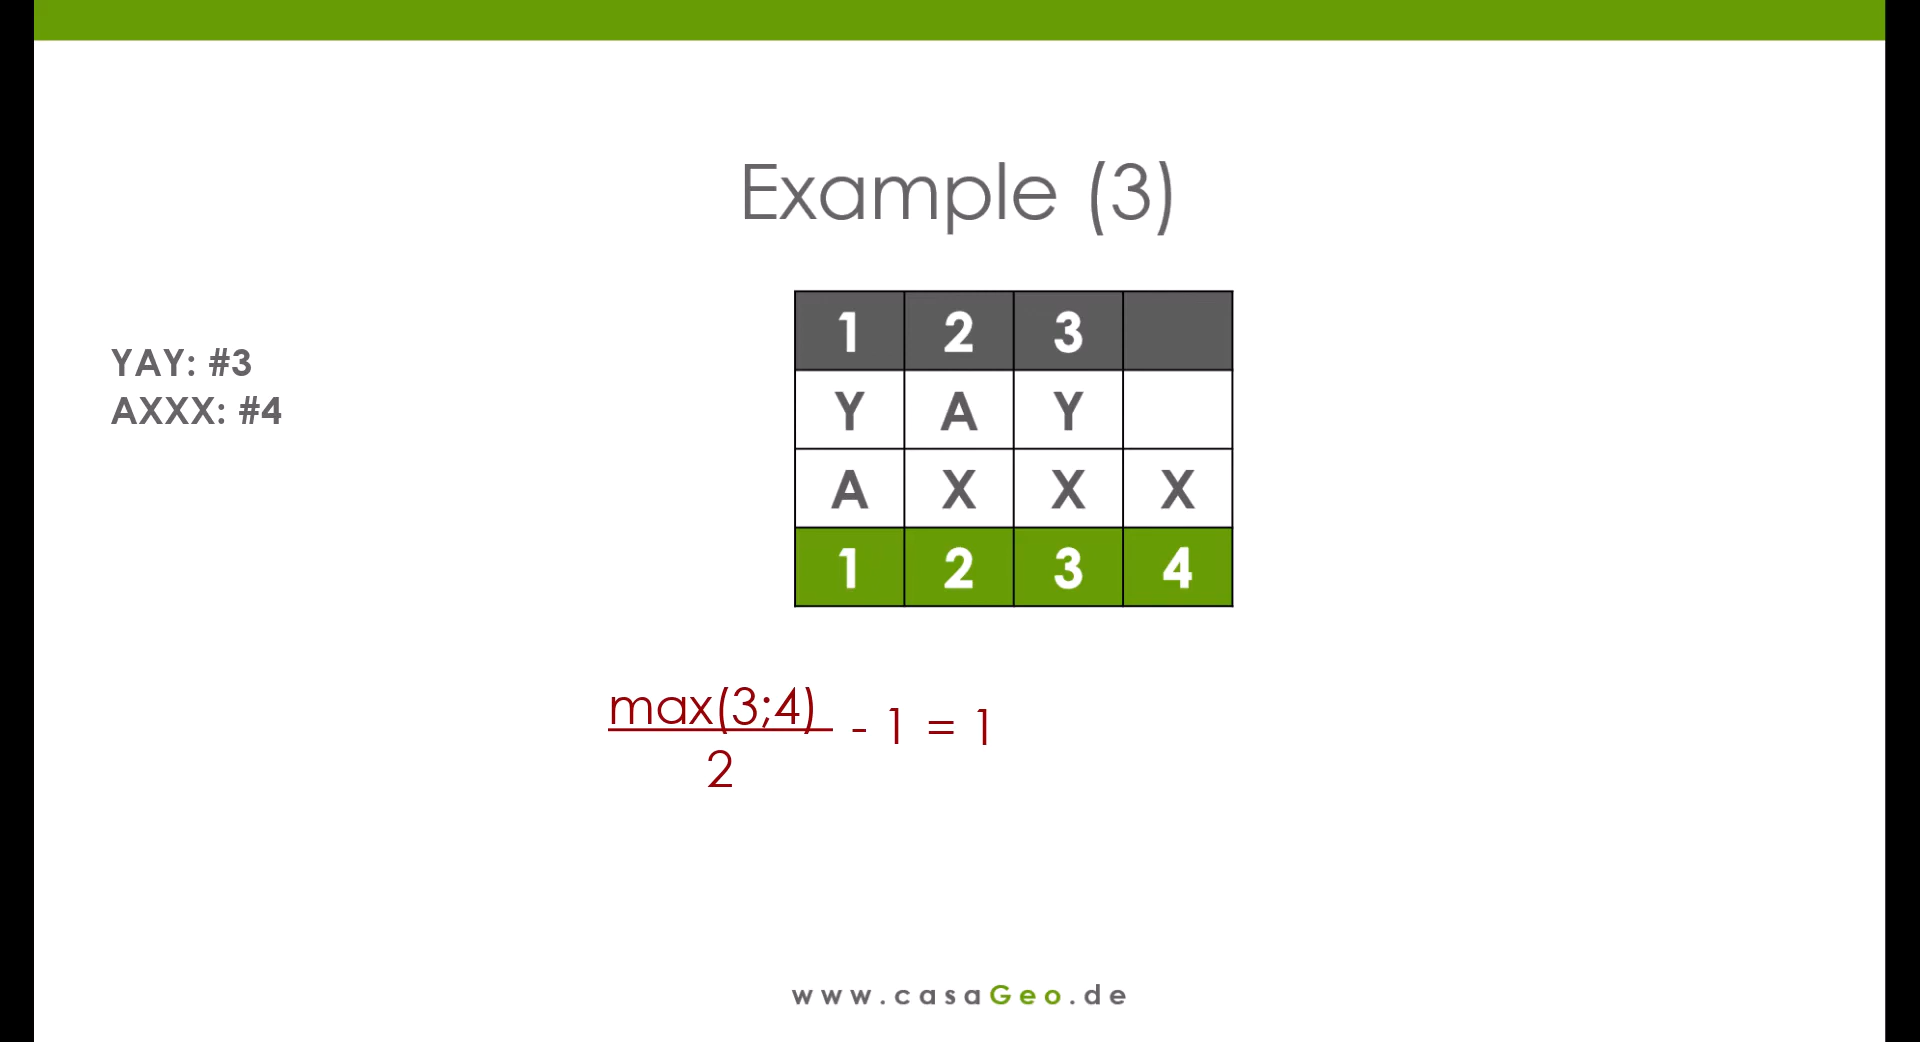 Example (3)
YAY: #3
AXXX: #4
1 2 3
Y A Y
A X X X
1 2 3 4
max(3;4)
- 1 = 1
2
www.casaGeo.de